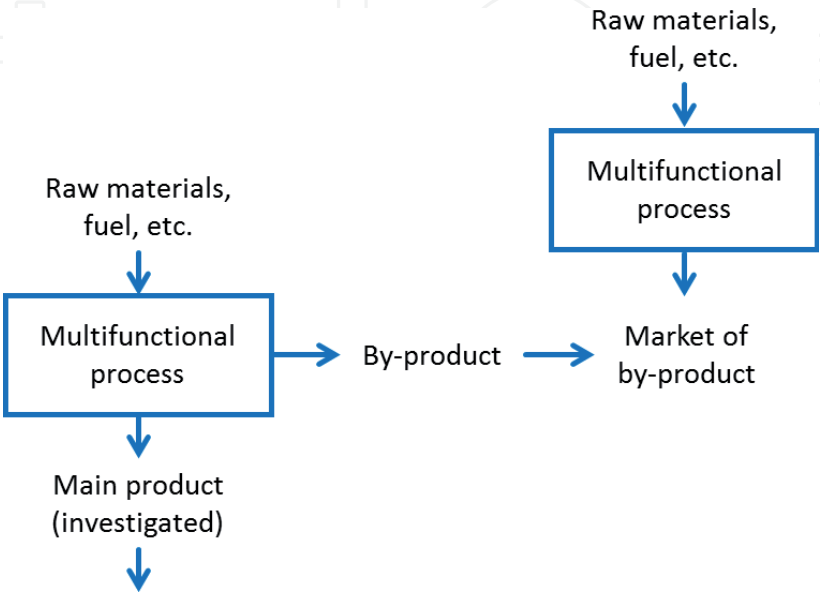 Raw materials,
fuel, etc.
Multifunctional
process
Raw materials,
fuel, etc.
Multifunctional
process
By-product
Market of
by-product
Main product
(investigated)